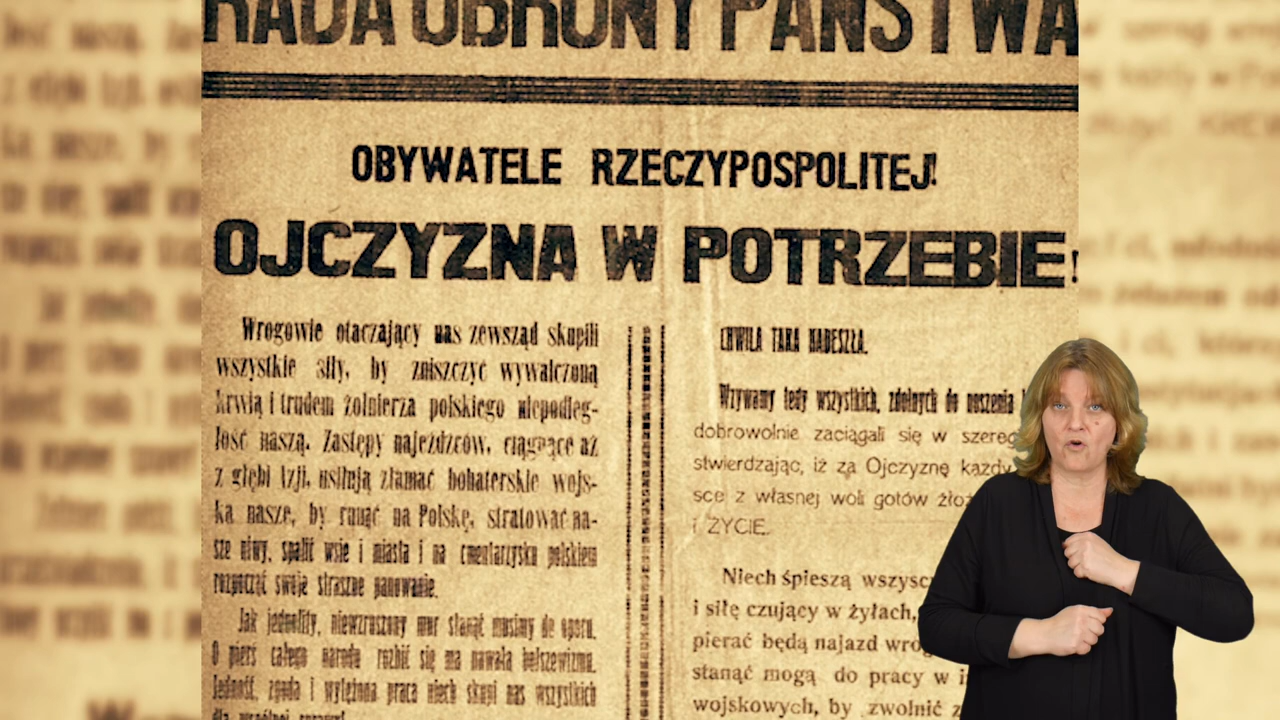 RADA OBRONY PAŃSTWA
OBYWATELE RZECZYPOSPOLITEJ!
OJCZYZNA W POTRZEBIE!
Wrogowie otaczający nas zewsząd skupili
wszystkie siły, by zniszczyć wywalczoną
krwią i trudem żołnierza polskiego niepodleg-
łość naszą. Zastępy najeźdźców, ciągnące aż
z głębi Azji, usiłują złamać bohaterskie wojs-
ka nasze, by runąć na Polskę, stratować na-
sze niwy, spalić wsie i miasta i na cmentarzysku polskiem
rozpocząć swoje straszne panowanie.
Jak jednolity, niewzruszony mur stanąć musimy do oporu.
O pierś całego narodu rozbić się ma nawała bolszewizmu.
Jedność, zgoda i wytężona praca niech skupi nas wszystkich
dla wspólnej sprawy!
CHWILA TAKA NADESZŁA.
Wzywamy tedy wszystkich, zdolnych do noszenia
dobrowolnie zaciągali się w szereg
stwierdzając, iż za Ojczyznę każdy
sce z własnej woli gotów złoż
i ŻYCIE.
Niech śpieszą wszyscy
i siłę czujący w żyłach,
pierać będą najazd wrog
stanąć mogą do pracy w i
wojskowych, by zwolnić z